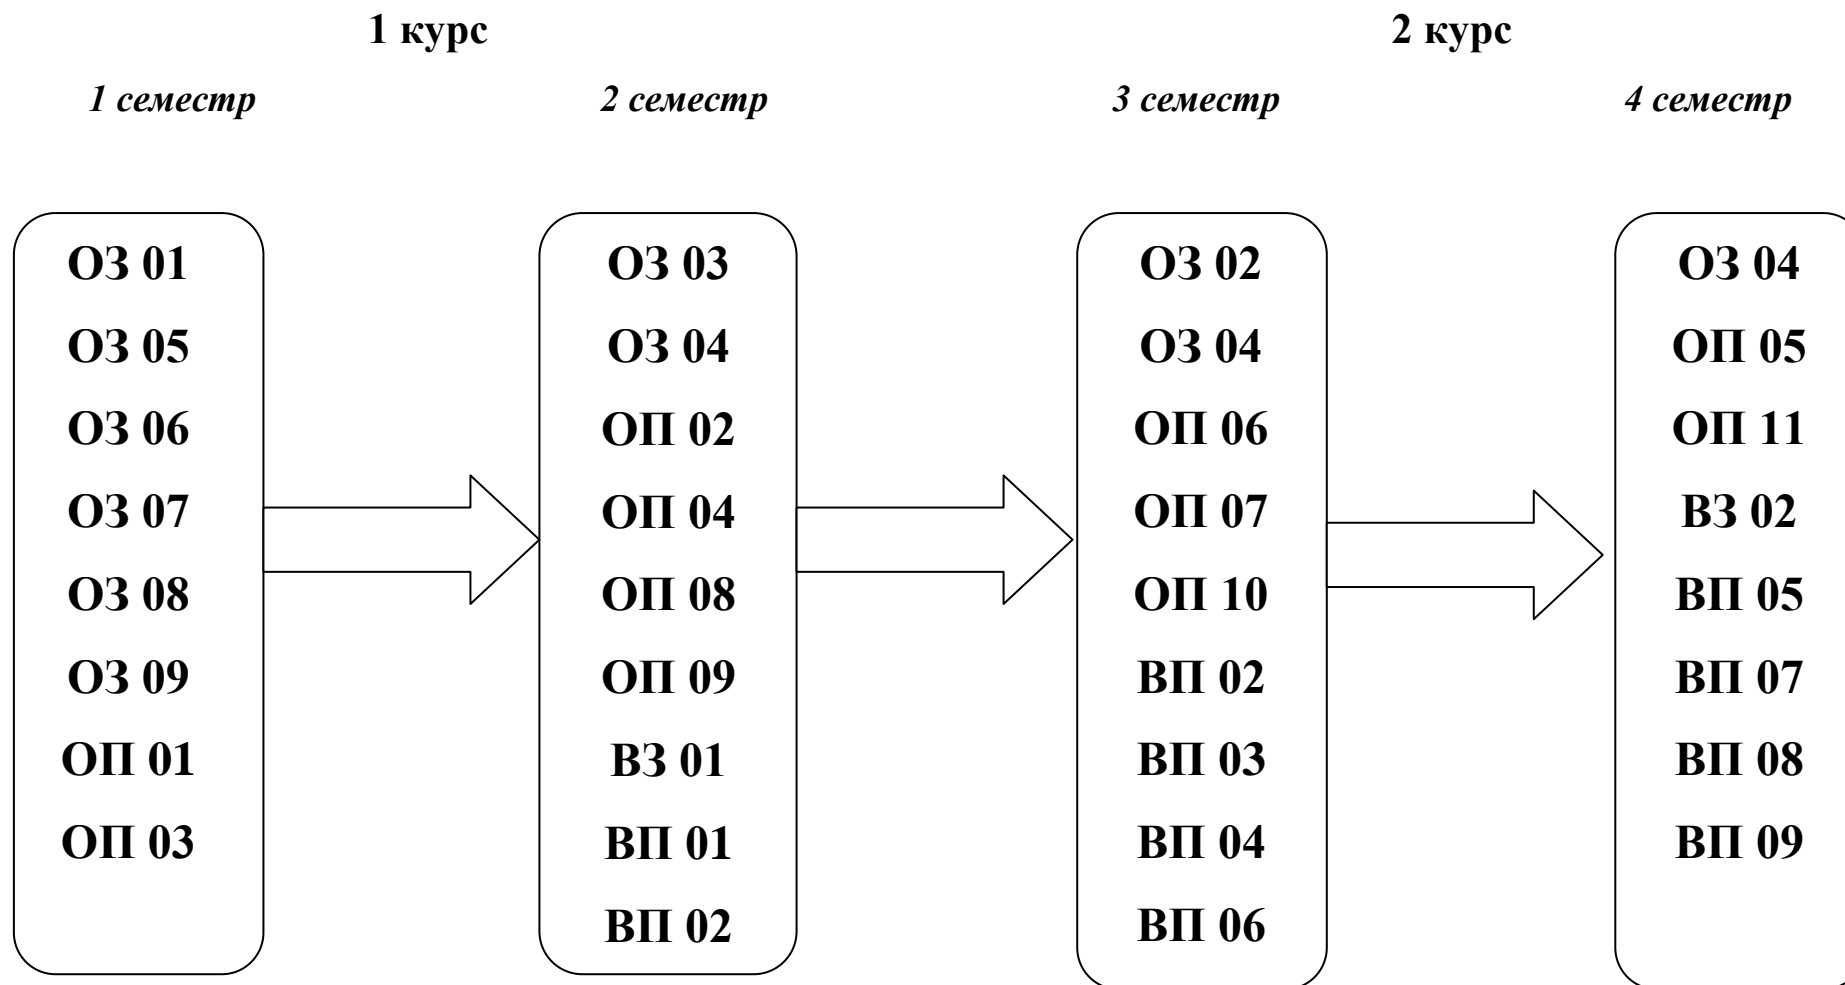 1 курс
2 курс
1 семестр
2 семестр
3 семестр
4 семестр
ОЗ 01
ОЗ 05
ОЗ 06
ОЗ 07
ОЗ 08
ОЗ 09
ОП 01
ОП 03
ОЗ 03
ОЗ 04
ОП 02
ОП 04
ОП 08
ОП 09
ВЗ 01
ВП 01
ВП 02
ОЗ 02
ОЗ 04
ОП 06
ОП 07
ОП 10
ВП 02
ВП 03
ВП 04
ВП 06
ОЗ 04
ОП 05
ОП 11
ВЗ 02
ВП 05
ВП 07
ВП 08
ВП 09